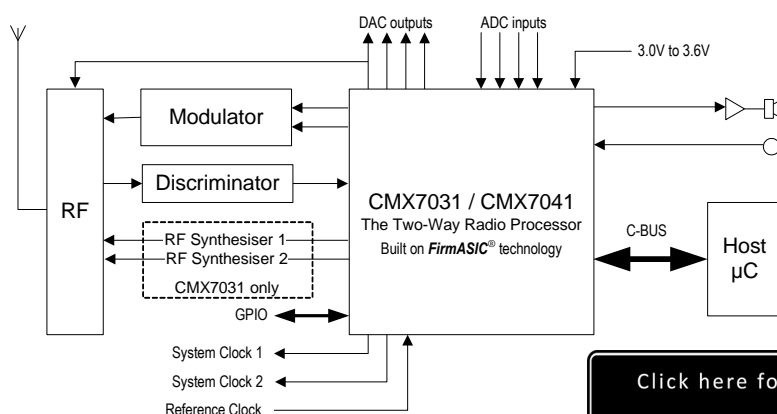 DAC outputs
ADC inputs
3.0V to 3.6V
Modulator
Discriminator
RF
CMX7031 / CMX7041
The Two-Way Radio Processor
Built on FirmASIC® technology
RF Synthesiser 1
RF Synthesiser 2
CMX7031 only
C-BUS
Host
µC
GPIO
System Clock 1
System Clock 2
Reference Clock
Click here fo